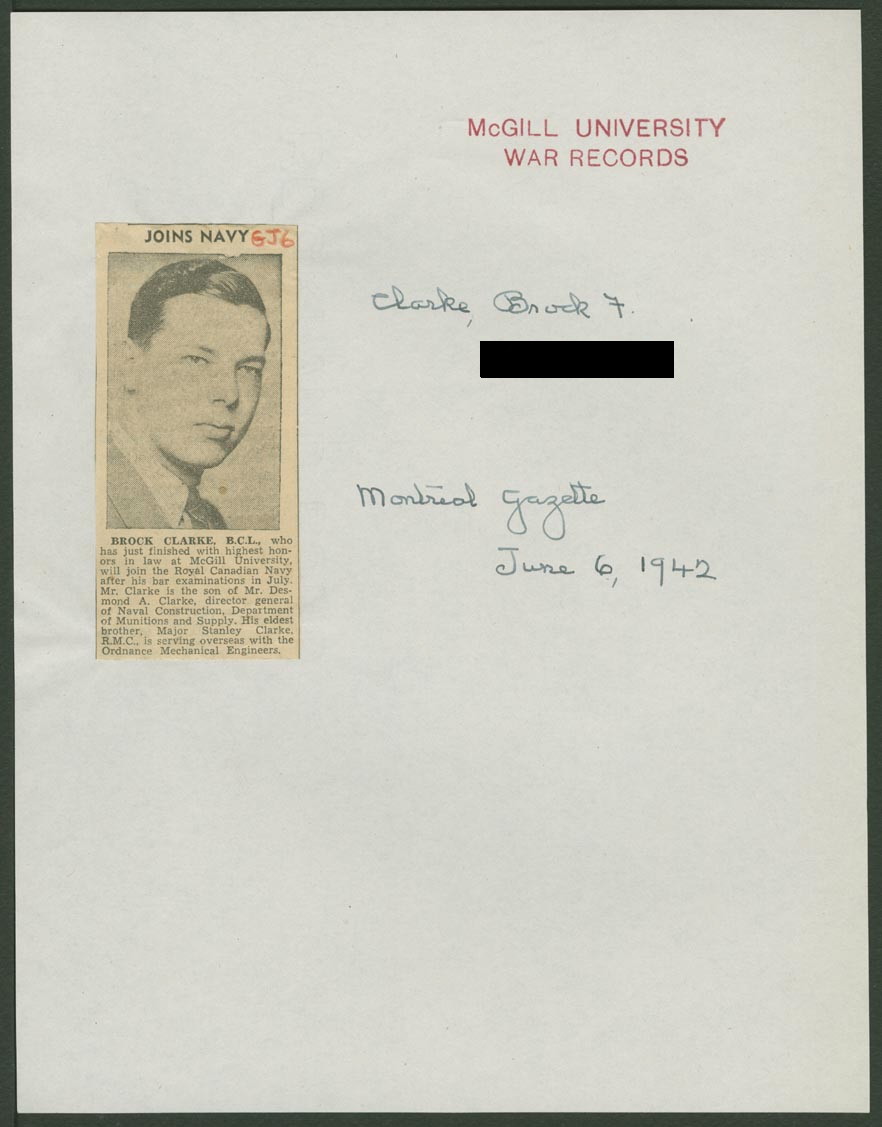 McGILL UNIVERSITY
WAR RECORDS
JOINS NAVY GJ6
Clarke, Brock F.
Montreal Gazette
June 6, 1942
BROCK CLARKE, B.C.L., who
has just finished with highest hon-
ors in law at McGill University,
will join the Royal Canadian Navy
after his bar examinations in July.
Mr. Clarke is the son of Mr. Des-
mond A. Clarke, director general
of Naval Construction, Department
of Munitions and Supply. His eldest
brother, Major Stanley Clarke,
R.M.C., is serving overseas with the
Ordnance Mechanical Engineers.